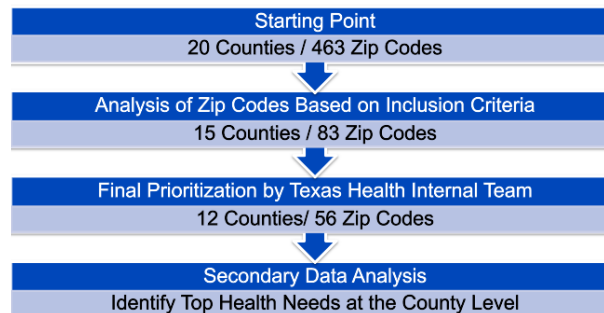 Starting Point
20 Counties / 463 Zip Codes
Analysis of Zip Codes Based on Inclusion Criteria
15 Counties / 83 Zip Codes
Final Prioritization by Texas Health Internal Team
12 Counties/ 56 Zip Codes
Secondary Data Analysis
Identify Top Health Needs at the County Level